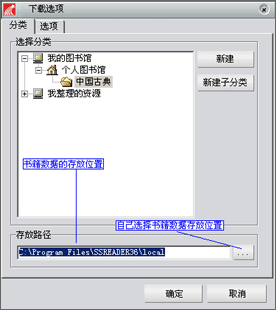 下载选项
分类
选项
选择分类
我的图书馆
个人图书馆
中国古典
我整理的资源
新建
新建子分类
书籍数据的存放位置
自己选择书籍数据存放位置
存放路径
C:\Program Files\SSREADER36\local
...
确定
取消